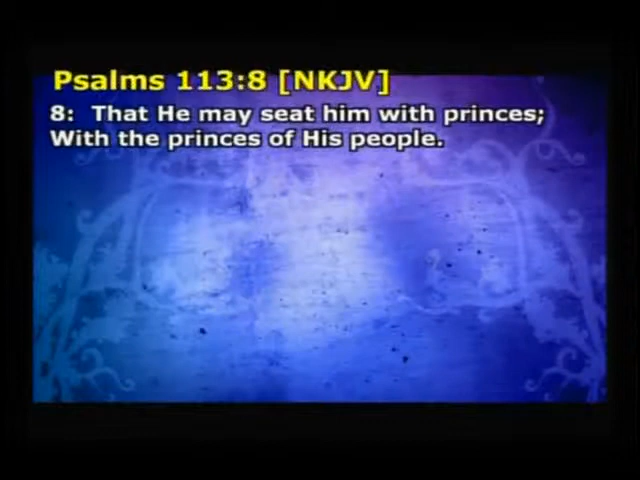 Psalms 113:8 [NKJV]
8:  That He may seat him with princes;
With the princes of His people.